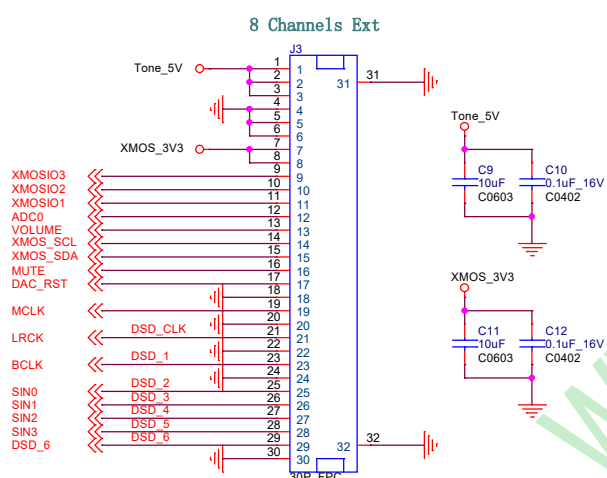 8 Channels Ext
J3
Tone_5V
XMOS_3V3
XMOSIO3
XMOSIO2
XMOSIO1
ADC0
VOLUME
XMOS_SCL
XMOS_SDA
MUTE
DAC_RST
MCLK
LRCK
DSD_CLK
BCLK
DSD_1
SIN0
DSD_2
SIN1
DSD_3
SIN2
DSD_4
SIN3
DSD_5
DSD_6
DSD_6
1 1
2 2
3 3
4 4
5 5
6 6
7 7
8 8
9 9
10 10
11 11
12 12
13 13
14 14
15 15
16 16
17 17
18 18
19 19
20 20
21 21
22 22
23 23
24 24
25 25
26 26
27 27
28 28
29 29
30 30
31 31
32 32
30P_FPC
Tone_5V
C9
10uF
C0603
C10
0.1uF_16V
C0402
XMOS_3V3
C11
10uF
C0603
C12
0.1uF_16V
C0402